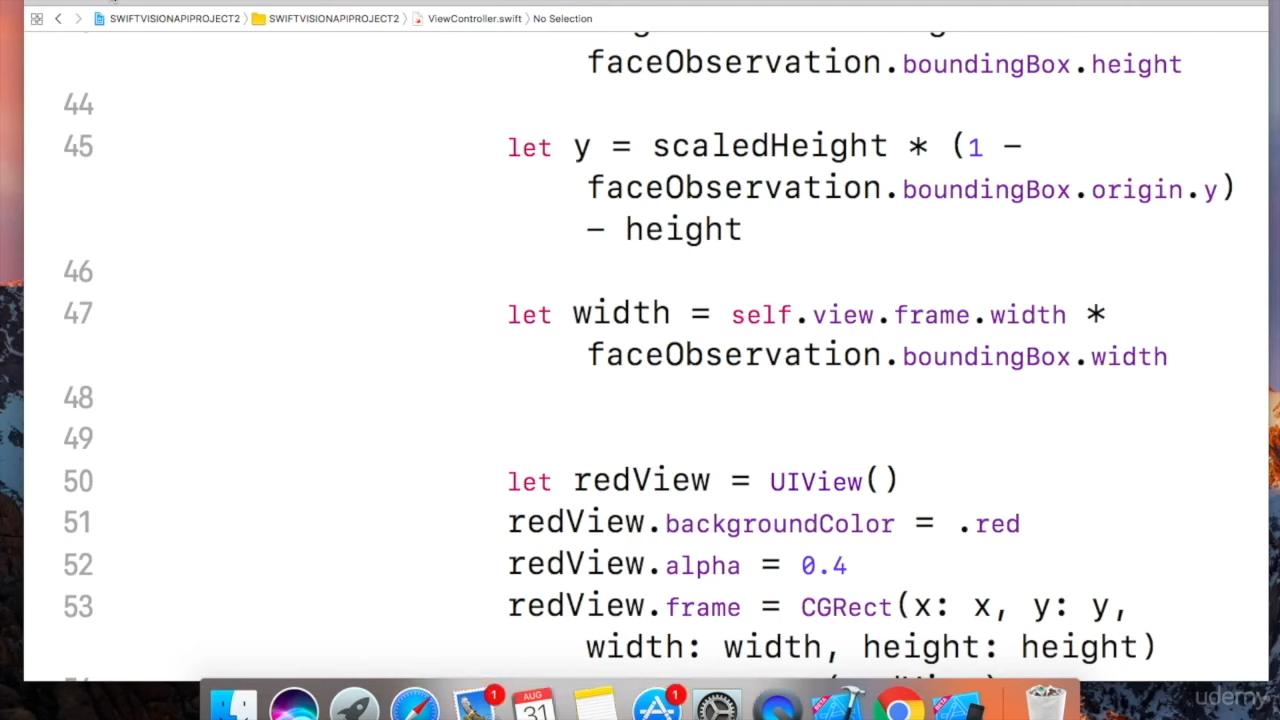 SWIFTVISIONAPIPROJECT2 SWIFTVISIONAPIPROJECT2 ViewController.swift No Selection
faceObservation.boundingBox.height
44
45 let y = scaledHeight * (1 -
faceObservation.boundingBox.origin.y)
- height
46
47 let width = self.view.frame.width *
faceObservation.boundingBox.width
48
49
50 let redView = UIView()
51 redView.backgroundColor = .red
52 redView.alpha = 0.4
53 redView.frame = CGRect(x: x, y: y,
width: width, height: height)
1 AUG 31 1
udemy